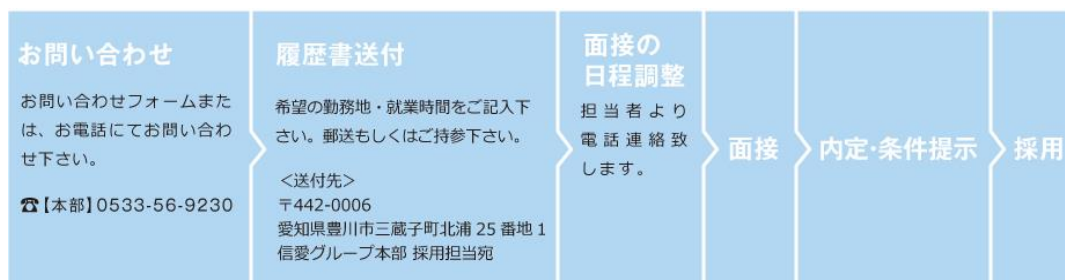 お問い合わせ
お問い合わせフォームまた
は、お電話にてお問い合わ
せ下さい。
☎【本部】0533-56-9230
履歴書送付
希望の勤務地・就業時間をご記入下
さい。郵送もしくはご持参下さい。
<送付先>
〒442-0006
愛知県豊川市三蔵子町北浦 25 番地 1
信愛グループ本部 採用担当宛
面接の
日程調整
担当者より
電話連絡致
します。
面接
内定・条件提示
採用